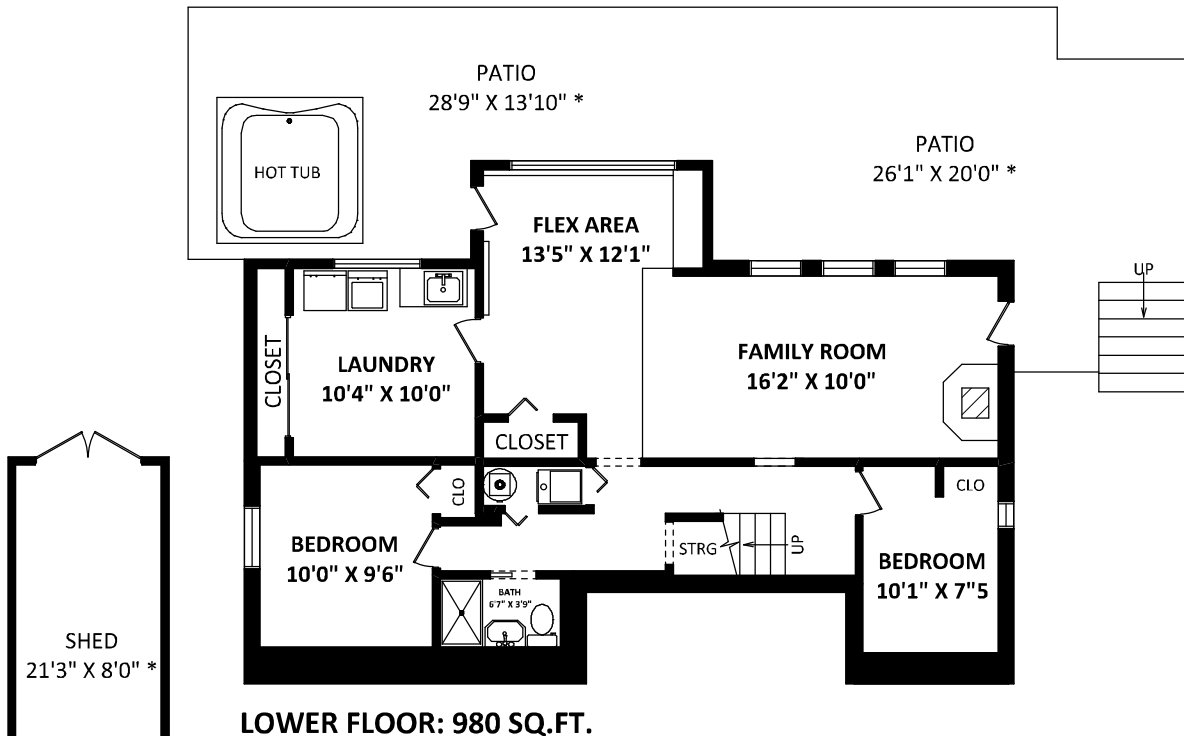 PATIO
28'9" X 13'10" *
PATIO
26'1" X 20'0" *
HOT TUB
FLEX AREA
13'5" X 12'1"
UP
CLOSET
LAUNDRY
10'4" X 10'0"
FAMILY ROOM
16'2" X 10'0"
CLOSET
CLO
CLO
BEDROOM
10'0" X 9'6"
STRG
UP
BEDROOM
10'1" X 7"5
BATH
6'7" X 3'9"
SHED
21'3" X 8'0" *
LOWER FLOOR: 980 SQ.FT.